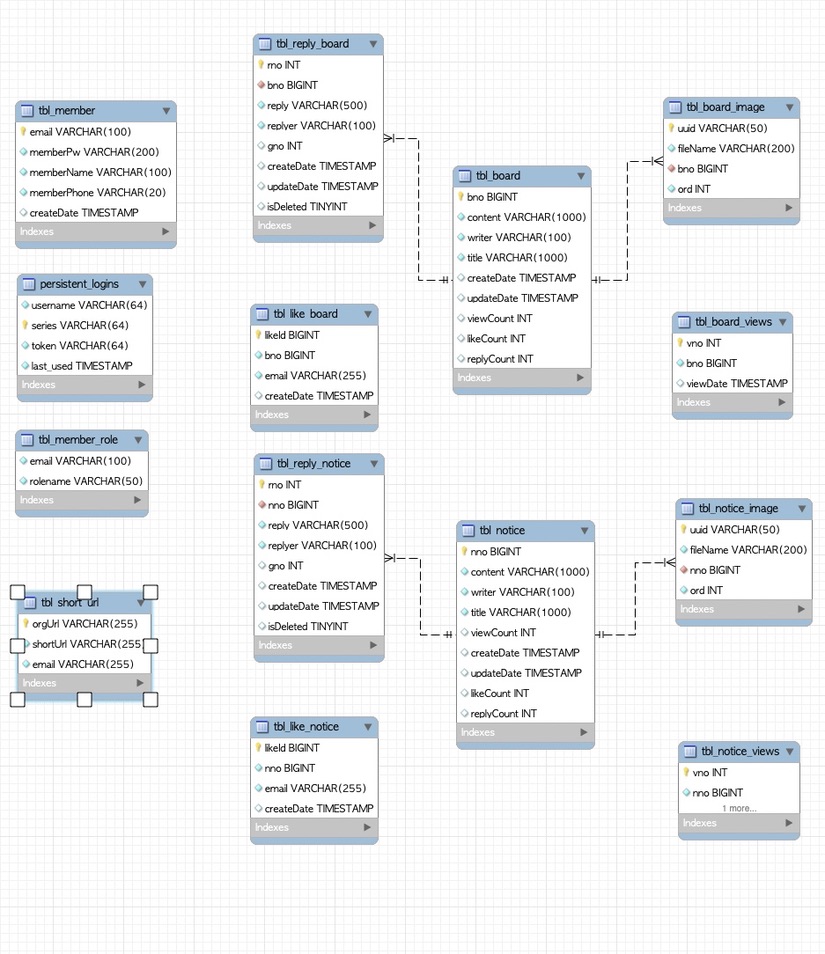 tbl_member
email VARCHAR(100)
memberPw VARCHAR(200)
memberName VARCHAR(100)
memberPhone VARCHAR(20)
createDate TIMESTAMP
Indexes
persistent_logins
username VARCHAR(64)
series VARCHAR(64)
token VARCHAR(64)
last_used TIMESTAMP
Indexes
tbl_member_role
email VARCHAR(100)
rolename VARCHAR(50)
Indexes
tbl_short_url
orgUrl VARCHAR(255)
shortUrl VARCHAR(255
email VARCHAR(255)
Indexes
tbl_reply_board
rno INT
bno BIGINT
reply VARCHAR(500)
replyer VARCHAR(100)
gno INT
createDate TIMESTAMP
updateDate TIMESTAMP
isDeleted TINYINT
Indexes
tbl_like_board
likeId BIGINT
bno BIGINT
email VARCHAR(255)
createDate TIMESTAMP
Indexes
tbl_reply_notice
rno INT
nno BIGINT
reply VARCHAR(500)
replyer VARCHAR(100)
gno INT
createDate TIMESTAMP
updateDate TIMESTAMP
isDeleted TINYINT
Indexes
tbl_like_notice
likeId BIGINT
nno BIGINT
email VARCHAR(255)
createDate TIMESTAMP
Indexes
tbl_board
bno BIGINT
content VARCHAR(1000)
writer VARCHAR(100)
title VARCHAR(1000)
createDate TIMESTAMP
updateDate TIMESTAMP
viewCount INT
likeCount INT
replyCount INT
Indexes
tbl_notice
nno BIGINT
content VARCHAR(1000)
writer VARCHAR(100)
title VARCHAR(1000)
viewCount INT
createDate TIMESTAMP
updateDate TIMESTAMP
likeCount INT
replyCount INT
Indexes
tbl_board_image
uuid VARCHAR(50)
fileName VARCHAR(200)
bno BIGINT
ord INT
Indexes
tbl_board_views
vno INT
bno BIGINT
viewDate TIMESTAMP
Indexes
tbl_notice_image
uuid VARCHAR(50)
fileName VARCHAR(200)
nno BIGINT
ord INT
Indexes
tbl_notice_views
vno INT
nno BIGINT
1 more...
Indexes